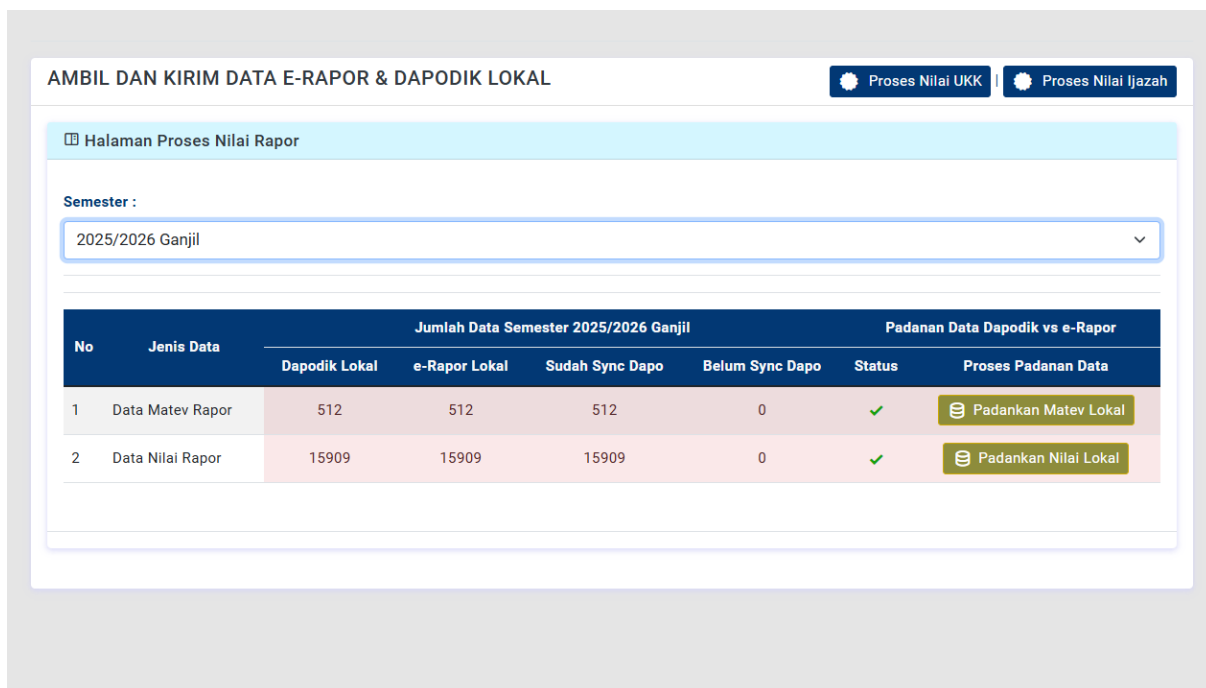 AMBIL DAN KIRIM DATA E-RAPOR & DAPODIK LOKAL
Proses Nilai UKK | Proses Nilai Ijazah
Halaman Proses Nilai Rapor
Semester :
2025/2026 Ganjil
No Jenis Data Jumlah Data Semester 2025/2026 Ganjil Padanan Data Dapodik vs e-Rapor
Dapodik Lokal e-Rapor Lokal Sudah Sync Dapo Belum Sync Dapo Status Proses Padanan Data
1 Data Matev Rapor 512 512 512 0 Padankan Matev Lokal
2 Data Nilai Rapor 15909 15909 15909 0 Padankan Nilai Lokal